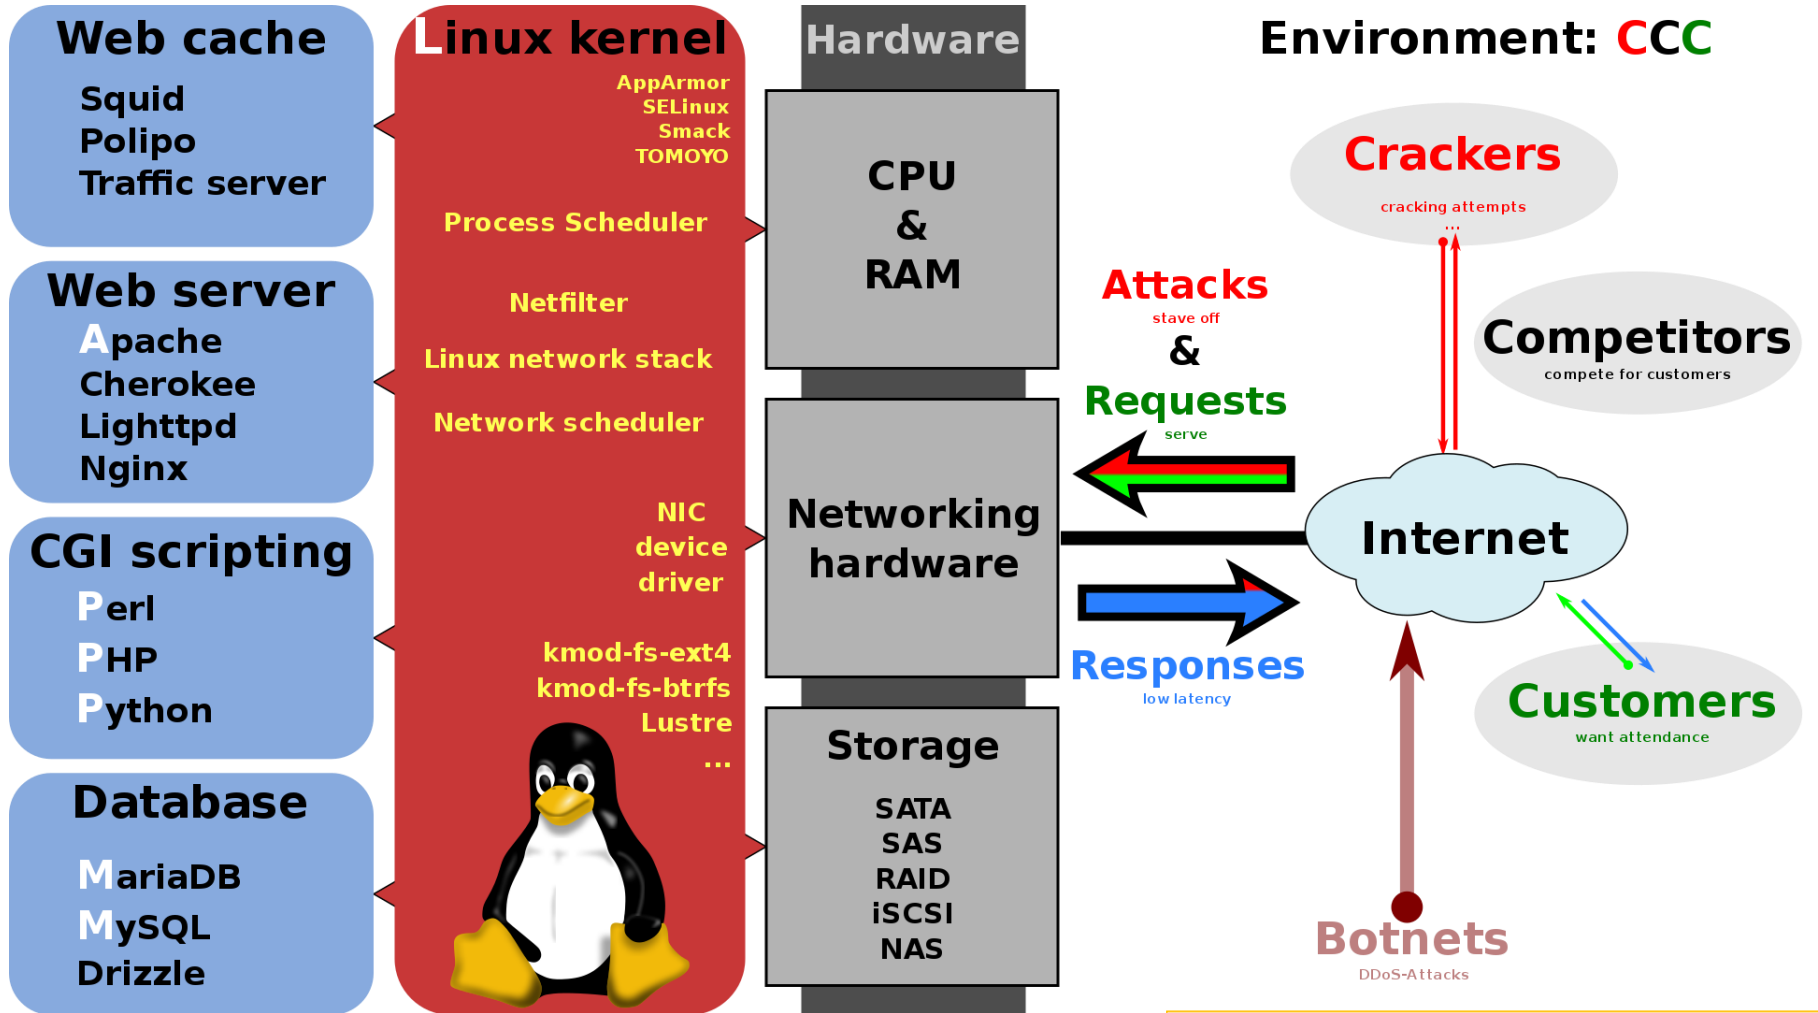 Web cache
Squid
Polipo
Traffic server
Web server
Apache
Cherokee
Lighttpd
Nginx
CGI scripting
Perl
PHP
Python
Database
MariaDB
MySQL
Drizzle
Linux kernel
AppArmor
SELinux
Smack
TOMOYO
Process Scheduler
Netfilter
Linux network stack
Network scheduler
NIC
device
driver
kmod-fs-ext4
kmod-fs-btrfs
Lustre
...
Hardware
CPU
&
RAM
Networking
hardware
Storage
SATA
SAS
RAID
iSCSI
NAS
Attacks
stave off
&
Requests
serve
Responses
low latency
Environment: CCC
Crackers
cracking attempts
...
Competitors
compete for customers
Internet
Customers
want attendance
Botnets
DDoS-Attacks